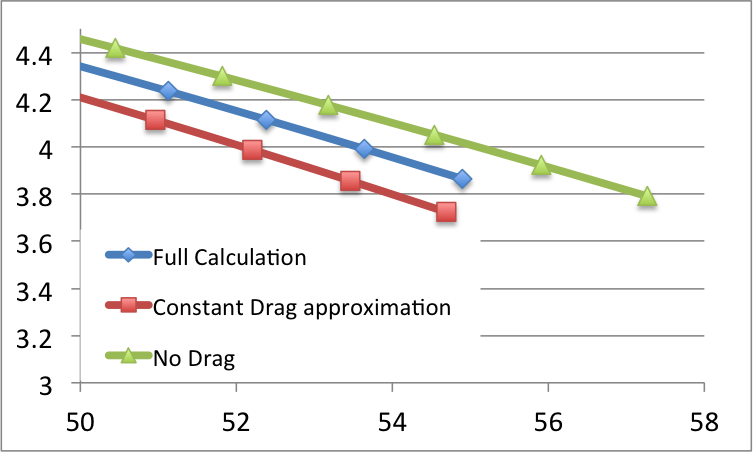 4.4
4.2
4
3.8
3.6
3.4
3.2
3
Full Calculation
Constant Drag approximation
No Drag
50 52 54 56 58